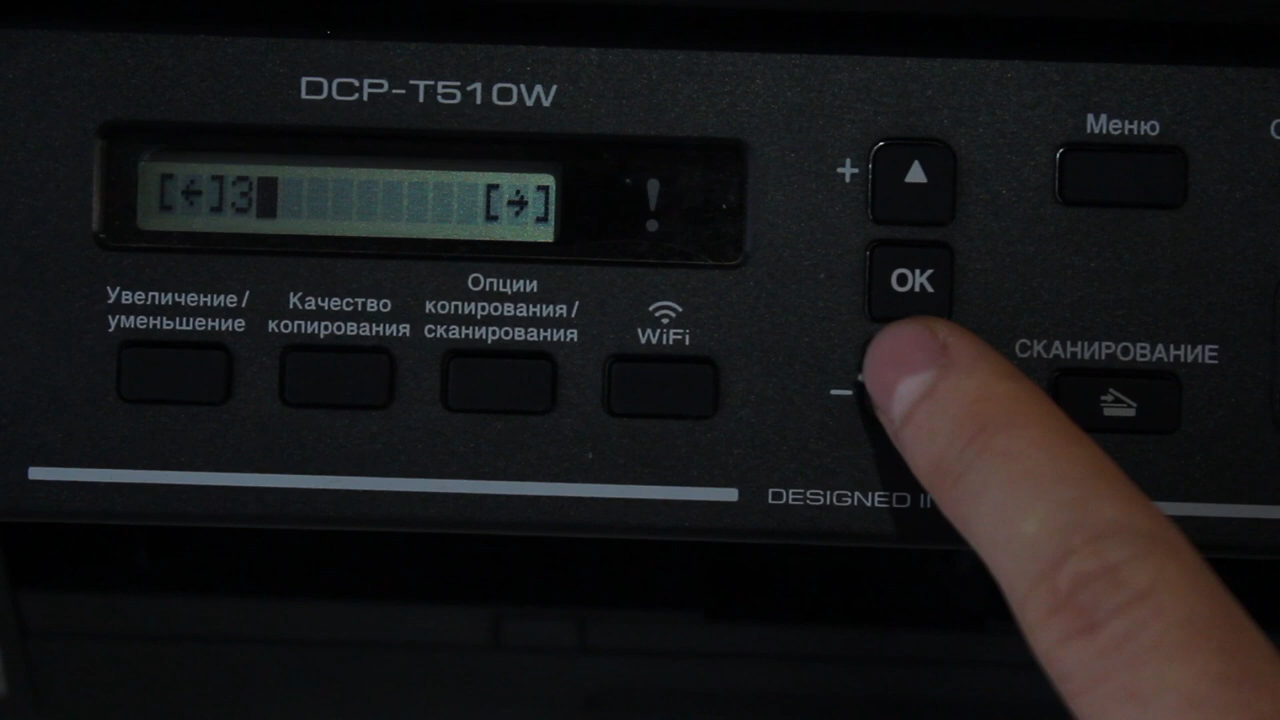 DCP-T510W
Меню
[←]3 [→]
+
OK
Увеличение/
уменьшение
Качество
копирования
Опции
копирования/
сканирования
WiFi
СКАНИРОВАНИЕ
−
DESIGNED